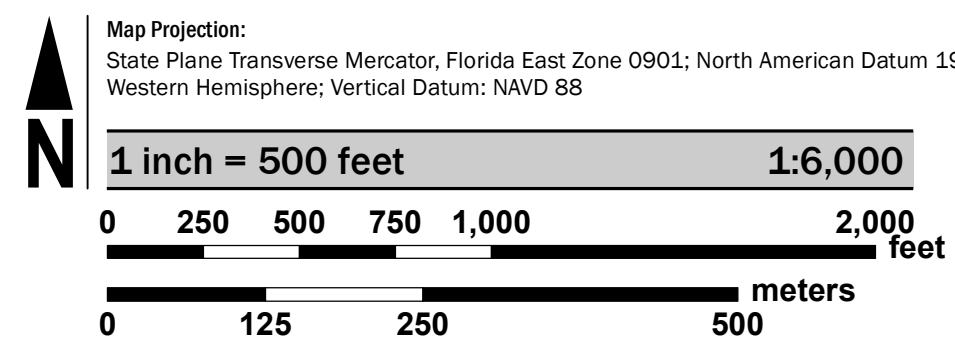 Map Projection:
State Plane Transverse Mercator, Florida East Zone 0901; North American Datum 19
Western Hemisphere; Vertical Datum: NAVD 88
N
1 inch = 500 feet 1:6,000
0 250 500 750 1,000 2,000
feet
meters
0 125 250 500